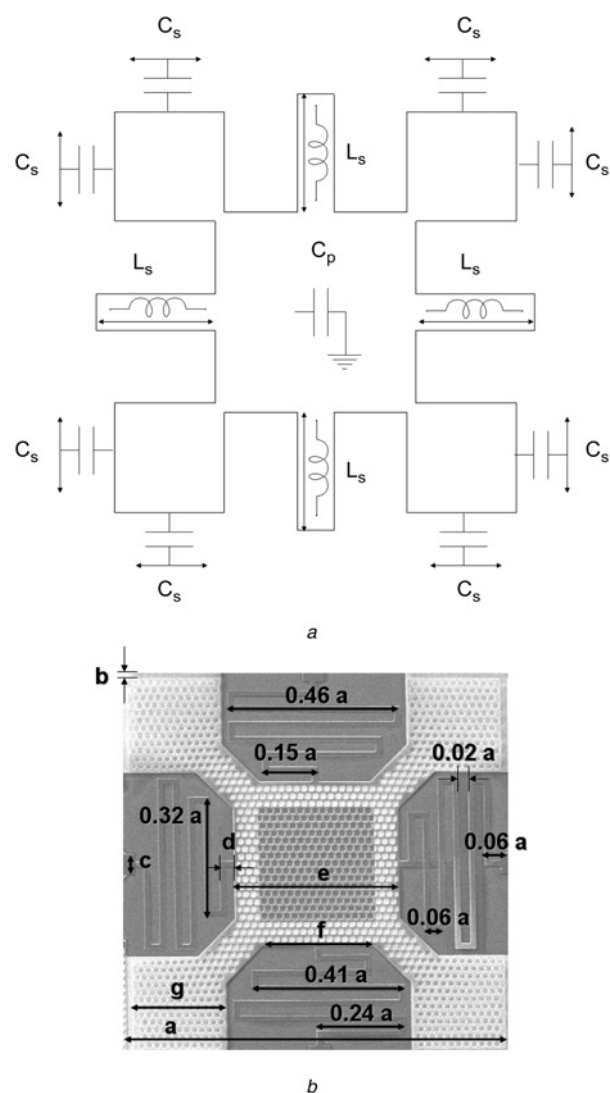 Cs Cs
Cs Ls Cs
Cp
Ls Ls
Cs Ls Cs
Cs Cs
a
b
0.46 a
0.15 a 0.02 a
0.32 a
d 0.06 a
c e
0.06 a
f
g 0.41 a
a 0.24 a
b